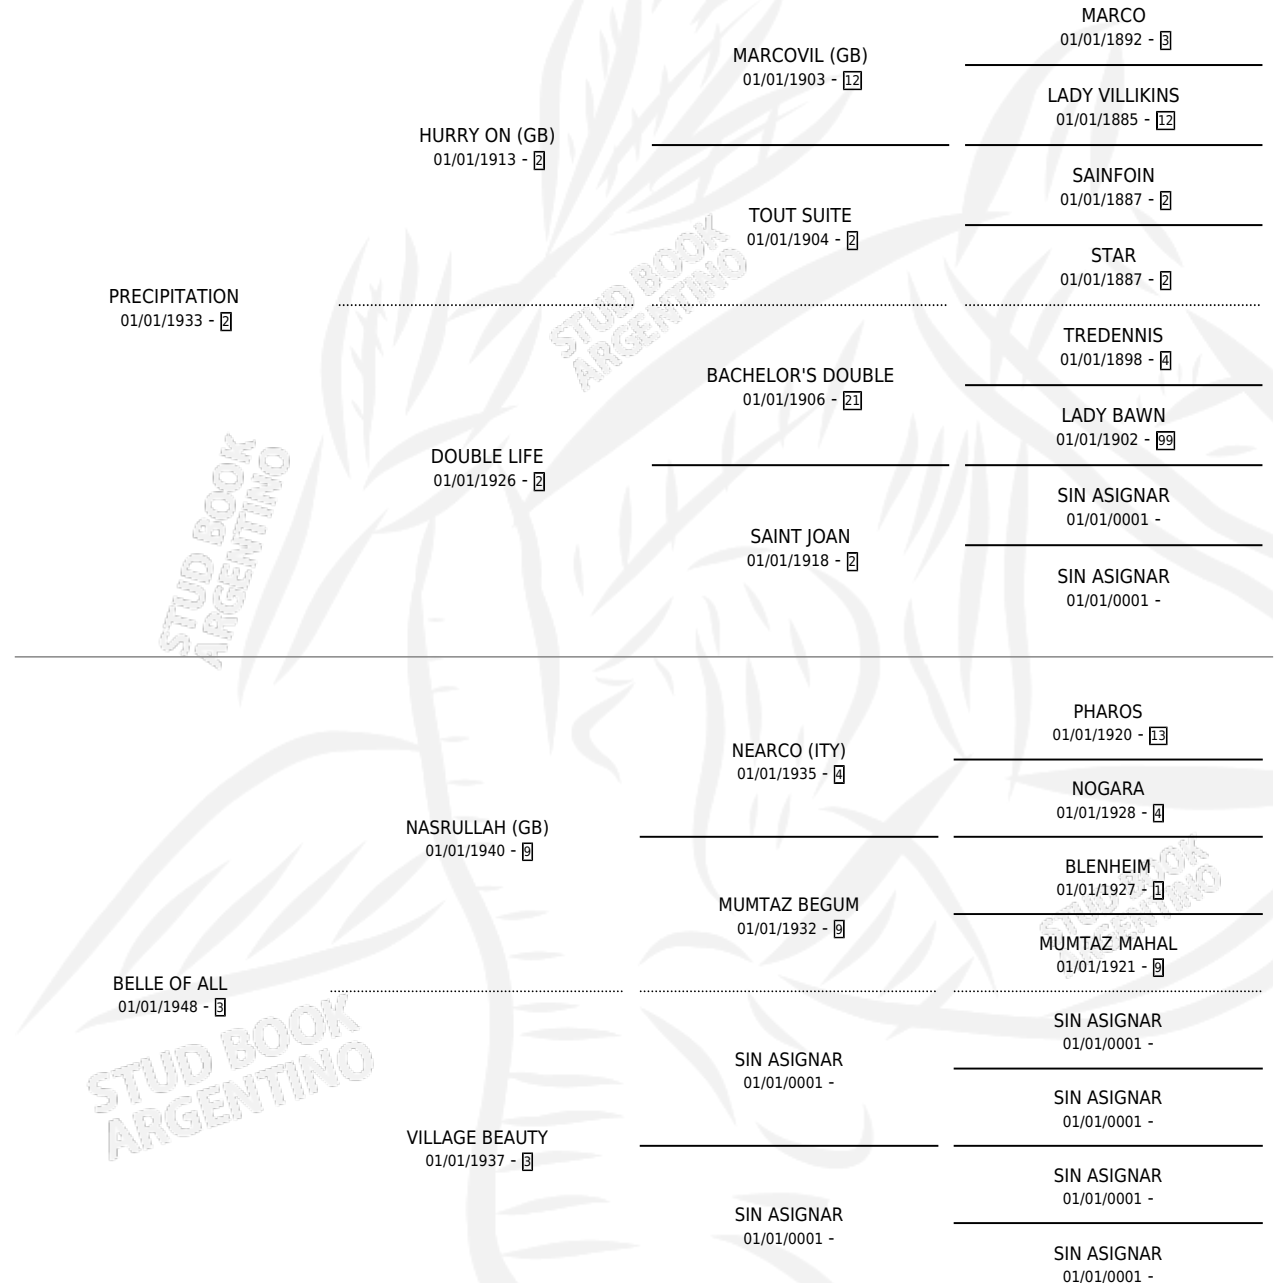 MARCO
01/01/1892 - 3
MARCOVIL (GB)
01/01/1903 - 12
LADY VILLIKINS
01/01/1885 - 12
HURRY ON (GB)
01/01/1913 - 2
SAINFOIN
01/01/1887 - 2
TOUT SUITE
01/01/1904 - 2
STAR
01/01/1887 - 2
PRECIPITATION
01/01/1933 - 2
TREDENNIS
01/01/1898 - 4
BACHELOR'S DOUBLE
01/01/1906 - 21
LADY BAWN
01/01/1902 - 99
DOUBLE LIFE
01/01/1926 - 2
SIN ASIGNAR
01/01/0001 -
SAINT JOAN
01/01/1918 - 2
SIN ASIGNAR
01/01/0001 -
PHAROS
01/01/1920 - 13
NEARCO (ITY)
01/01/1935 - 4
NOGARA
01/01/1928 - 4
NASRULLAH (GB)
01/01/1940 - 9
BLENHEIM
01/01/1927 - 1
MUMTAZ BEGUM
01/01/1932 - 9
MUMTAZ MAHAL
01/01/1921 - 9
BELLE OF ALL
01/01/1948 - 3
SIN ASIGNAR
01/01/0001 -
SIN ASIGNAR
01/01/0001 -
SIN ASIGNAR
01/01/0001 -
VILLAGE BEAUTY
01/01/1937 - 3
SIN ASIGNAR
01/01/0001 -
SIN ASIGNAR
01/01/0001 -
SIN ASIGNAR
01/01/0001 -
STUD BOOK
ARGENTINO
STUD BOOK
ARGENTINO
STUD BOOK
ARGENTINO
STUD BOOK
ARGENTINO